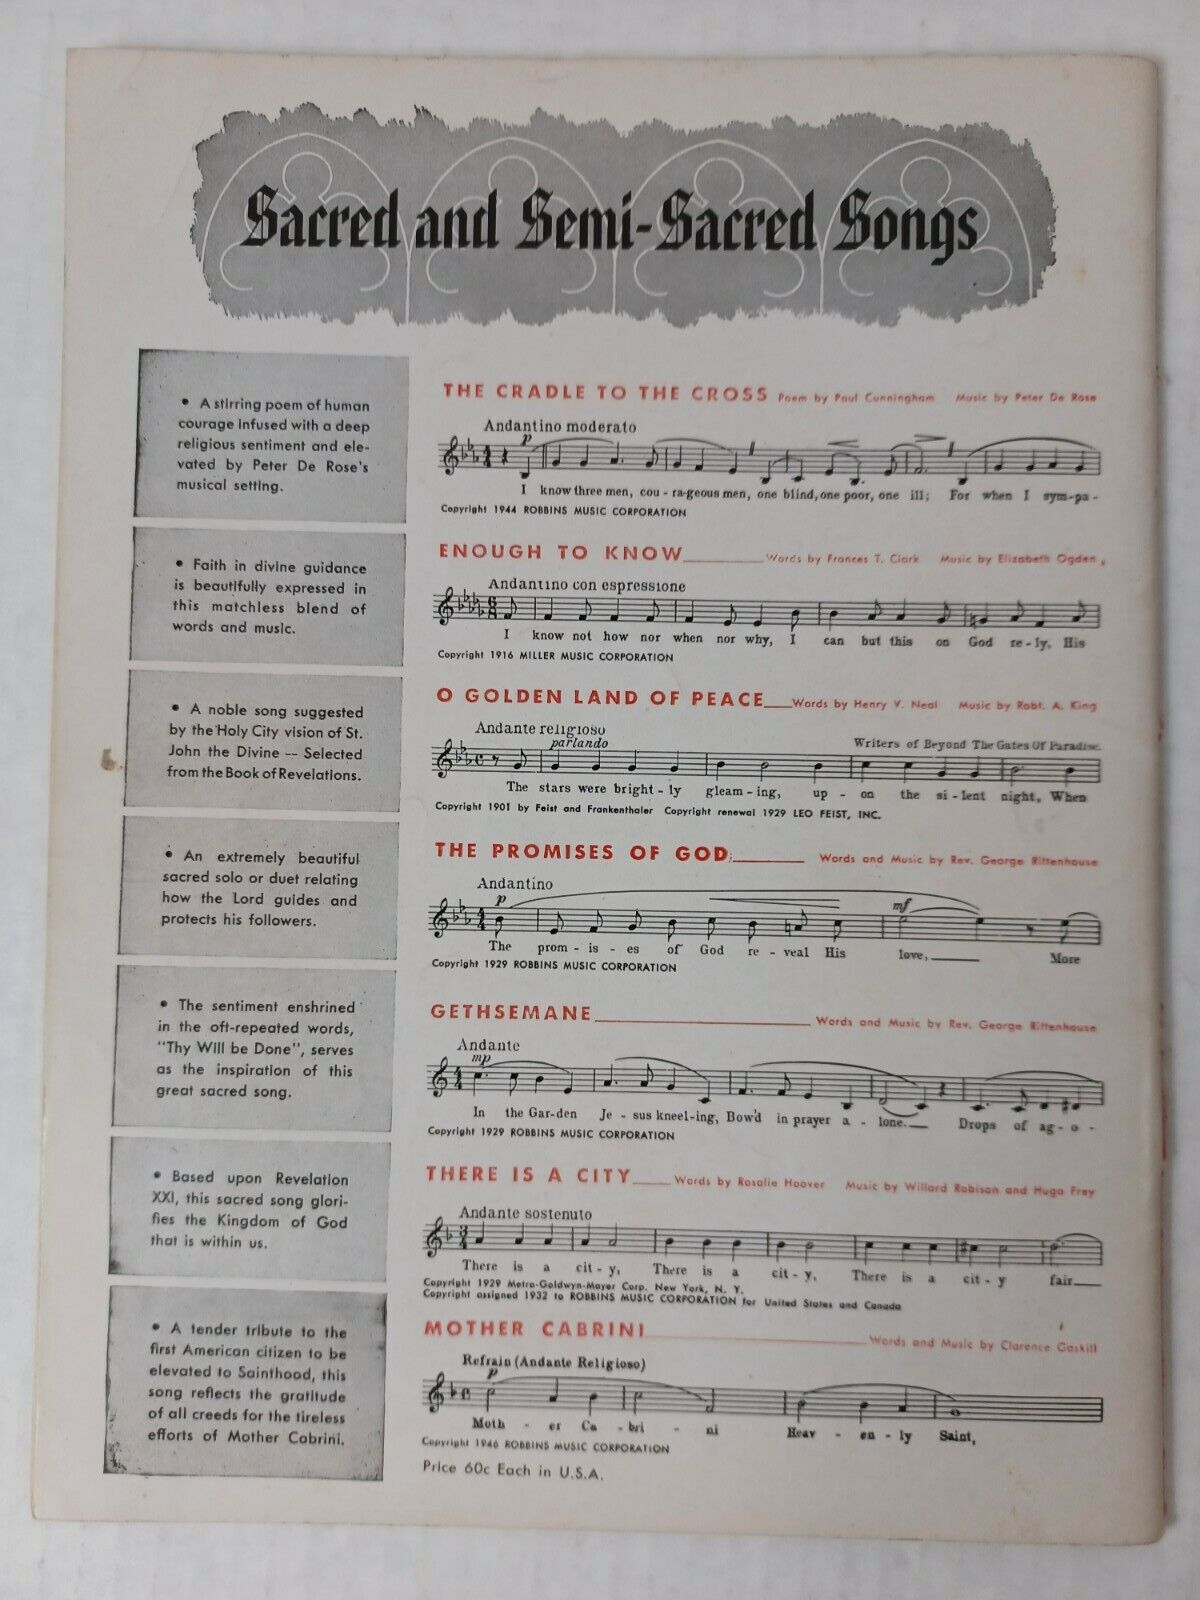 Sacred and Semi-Sacred Songs
• A stirring poem of human
courage infused with a deep
religious sentiment and ele-
vated by Peter De Rose's
musical setting.
THE CRADLE TO THE CROSS Poem by Paul Cunningham Music by Peter De Rose
Andantino moderato
p
I know three men, cou - ra-geous men, one blind, one poor, one ill; For when I sym-pa-
Copyright 1944 ROBBINS MUSIC CORPORATION
• Faith in divine guidance
is beautifully expressed in
this matchless blend of
words and music.
ENOUGH TO KNOW Words by Frances T. Clark Music by Elizabeth Ogden
Andantino con espressione
I know not how nor when nor why, I can but this on God re-ly, His
Copyright 1916 MILLER MUSIC CORPORATION
• A noble song suggested
by the Holy City vision of St.
John the Divine -- Selected
from the Book of Revelations.
O GOLDEN LAND OF PEACE Words by Henry V. Neal Music by Robt. A. King
Andante religioso
parlando Writers of Beyond The Gates Of Paradise.
The stars were bright-ly gleam-ing, up - on the si-lent night, When
Copyright 1901 by Feist and Frankenthaler Copyright renewal 1929 LEO FEIST, INC.
• An extremely beautiful
sacred solo or duet relating
how the Lord guides and
protects his followers.
THE PROMISES OF GOD Words and Music by Rev. George Rittenhouse
Andantino
p mf
The prom - is - es of God re - veal His love, More
Copyright 1929 ROBBINS MUSIC CORPORATION
• The sentiment enshrined
in the oft-repeated words,
"Thy Will be Done", serves
as the inspiration of this
great sacred song.
GETHSEMANE Words and Music by Rev. George Rittenhouse
Andante
mp
In the Gar-den Je - sus kneel-ing, Bow'd in prayer a - lone. Drops of ag - o -
Copyright 1929 ROBBINS MUSIC CORPORATION
• Based upon Revelation
XXI, this sacred song glori-
fies the Kingdom of God
that is within us.
THERE IS A CITY Words by Rosalie Hoover Music by Willard Robison and Hugo Frey
Andante sostenuto
There is a cit - y, There is a cit - y, There is a cit - y fair
Copyright 1929 Metro-Goldwyn-Mayer Corp. New York, N. Y.
Copyright assigned 1932 to ROBBINS MUSIC CORPORATION for United States and Canada
• A tender tribute to the
first American citizen to be
elevated to Sainthood, this
song reflects the gratitude
of all creeds for the tireless
efforts of Mother Cabrini.
MOTHER CABRINI Words and Music by Clarence Gaskill
Refrain (Andante Religioso)
p
Moth - er Ca - bri - ni Heav - en - ly Saint,
Copyright 1946 ROBBINS MUSIC CORPORATION
Price 60c Each in U.S.A.